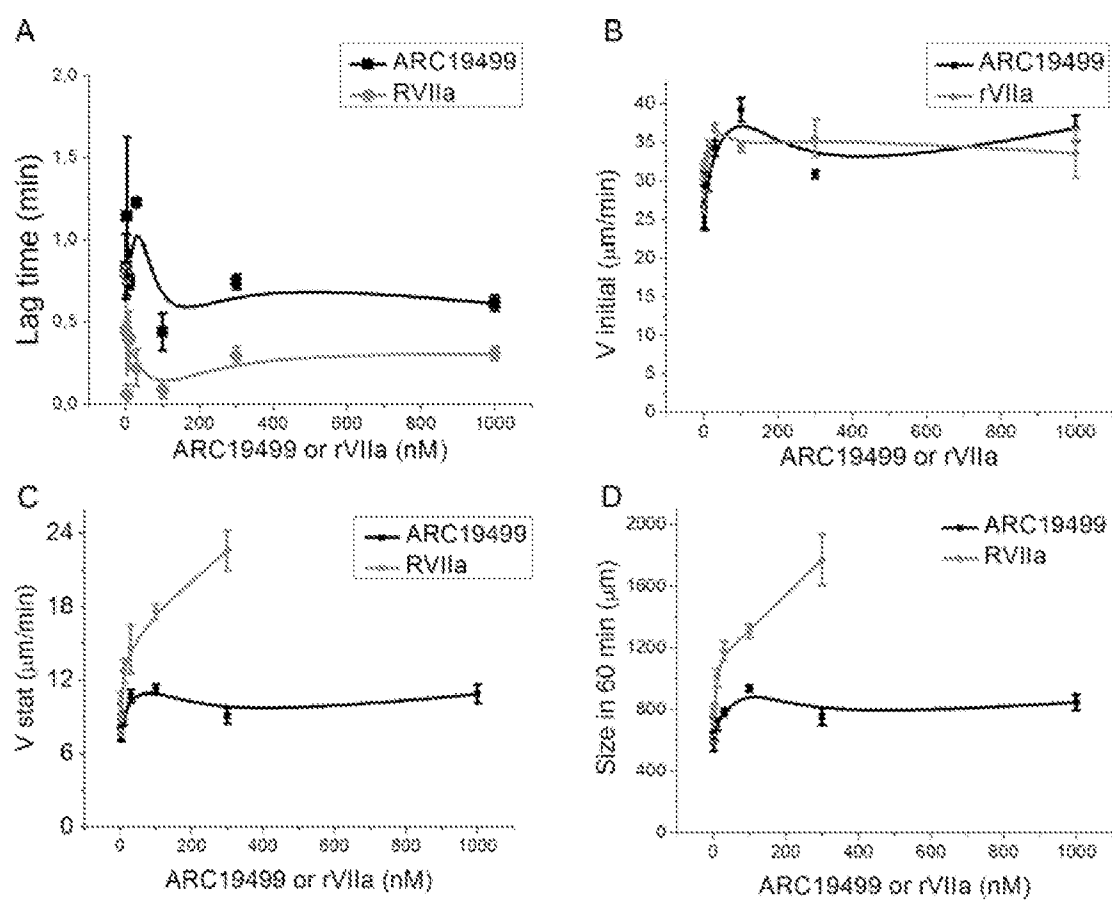 A
ARC19499
RVIIa
2,0
1,5
1,0
0,5
0,0
Lag time (min)
0 200 400 600 800 1000
ARC19499 or rVIIa (nM)
B
ARC19499
rVIIa
40
35
30
25
20
15
10
5
0
V initial (μm/min)
0 200 400 600 800 1000
ARC19499 or rVIIa
C
ARC19499
RVIIa
24
18
12
6
0
V stat (μm/min)
0 200 400 600 800 1000
ARC19499 or rVIIa (nM)
D
ARC19499
RVIIa
2000
1600
1200
800
400
0
Size in 60 min (μm)
0 200 400 600 800 1000
ARC19499 or rVIIa (nM)